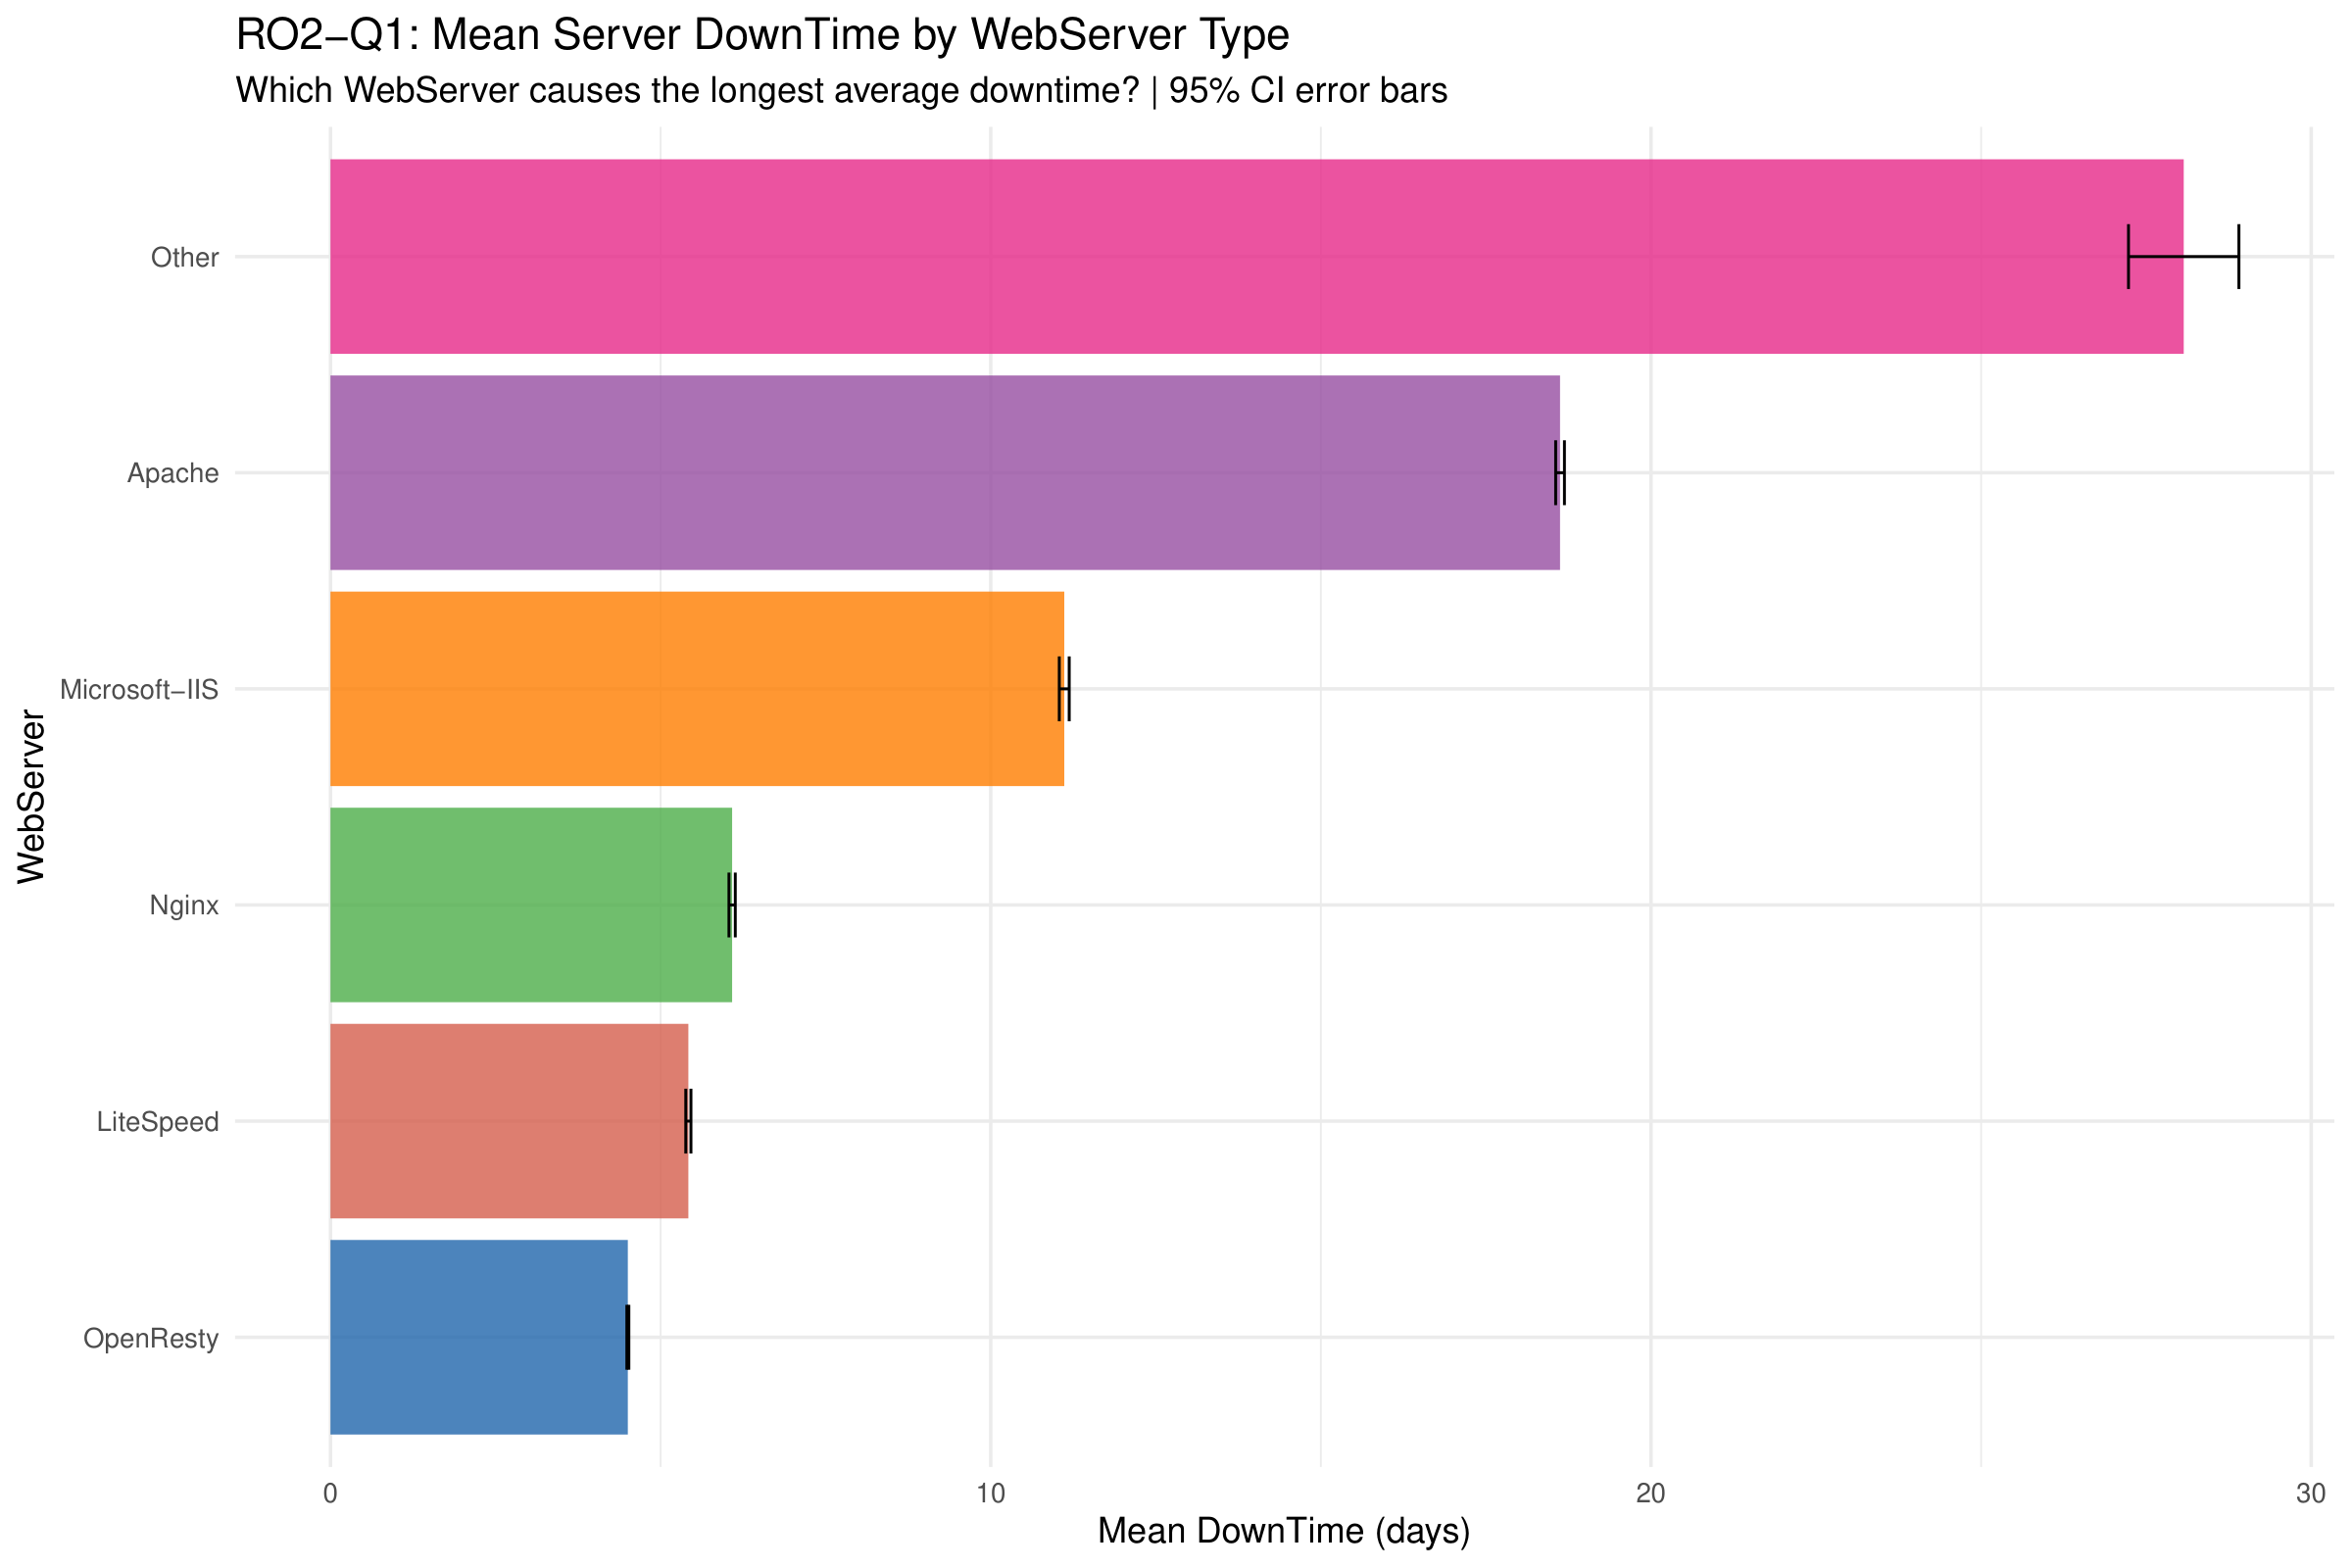 RO2−Q1: Mean Server DownTime by WebServer Type
Which WebServer causes the longest average downtime? | 95% CI error bars
WebServer
Other
Apache
Microsoft−IIS
Nginx
LiteSpeed
OpenResty
0 10 20 30
Mean DownTime (days)